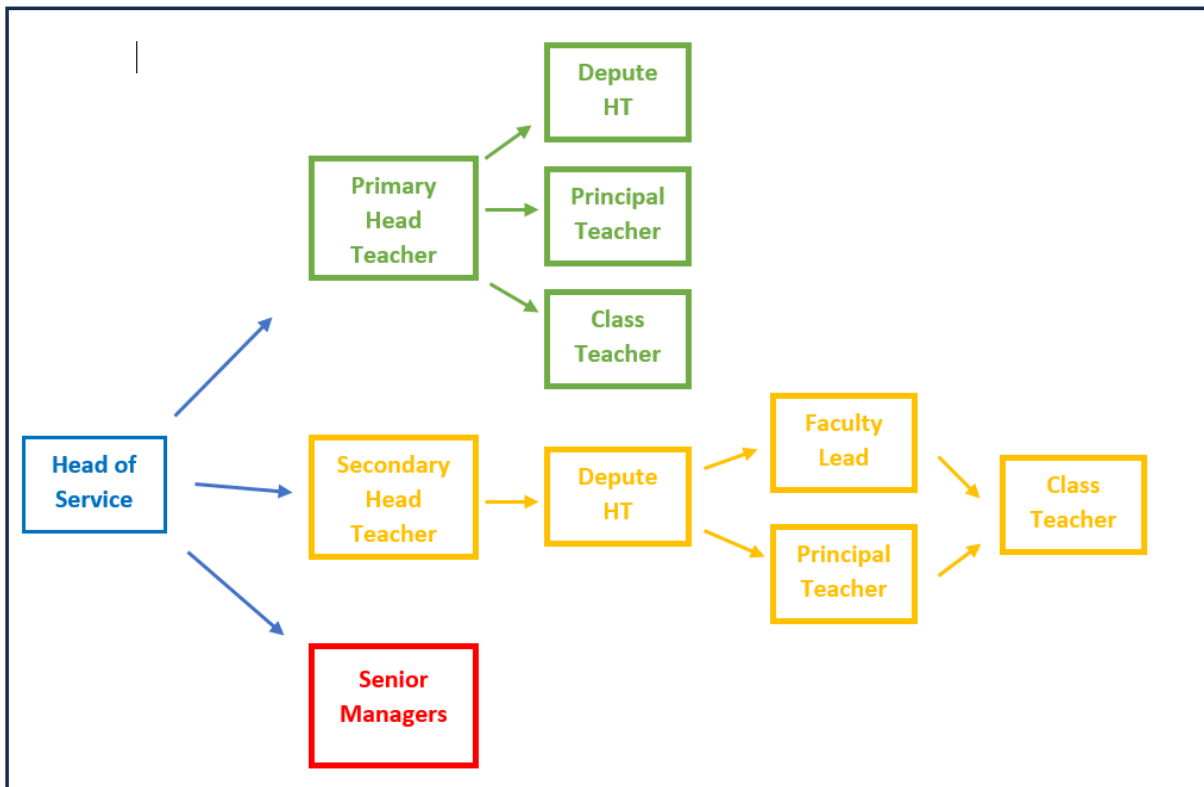 Depute
HT
Primary
Head
Teacher
Principal
Teacher
Class
Teacher
Head of
Service
Secondary
Head
Teacher
Depute
HT
Faculty
Lead
Principal
Teacher
Class
Teacher
Senior
Managers